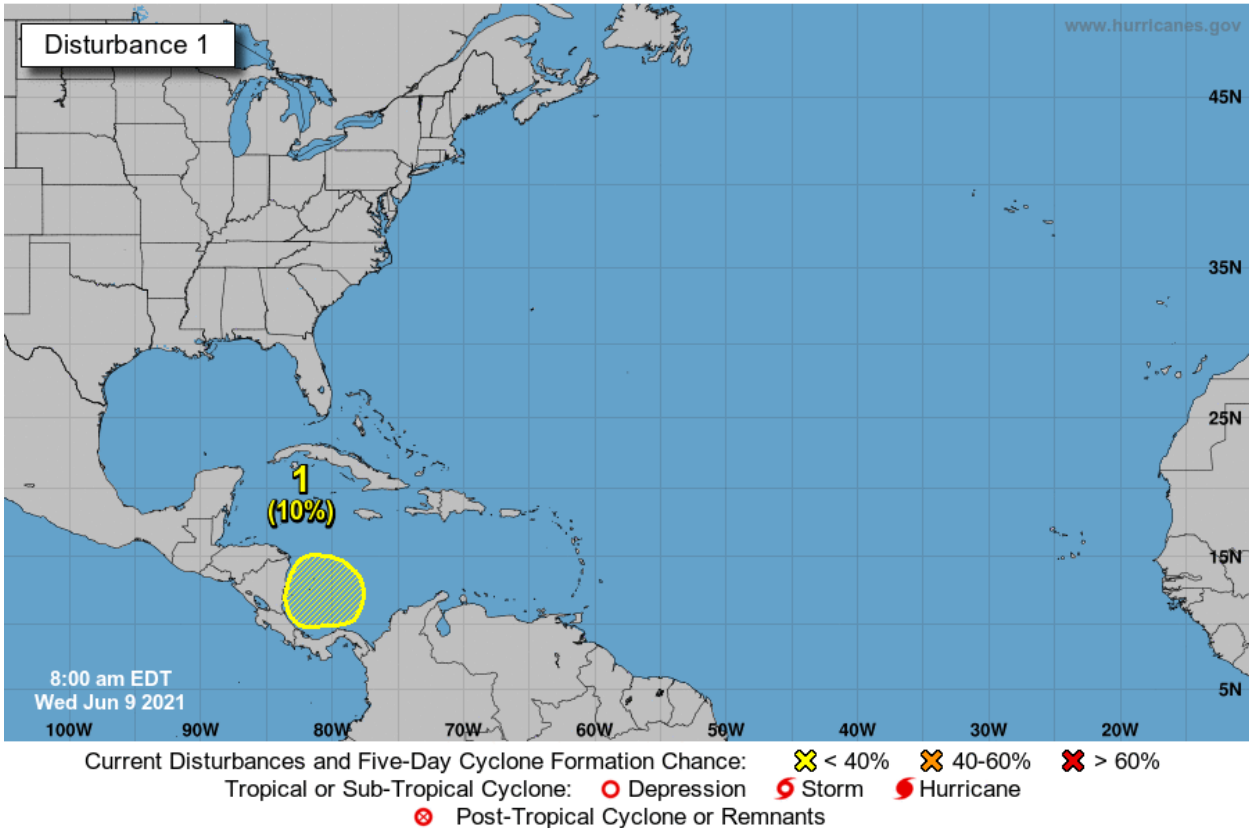 Disturbance 1
www.hurricanes.gov
45N
35N
25N
1
(10%)
15N
8:00 am EDT
Wed Jun 9 2021
5N
100W 90W 80W 70W 60W 50W 40W 30W 20W
Current Disturbances and Five-Day Cyclone Formation Chance: < 40% 40-60% > 60%
Tropical or Sub-Tropical Cyclone: Depression Storm Hurricane
Post-Tropical Cyclone or Remnants